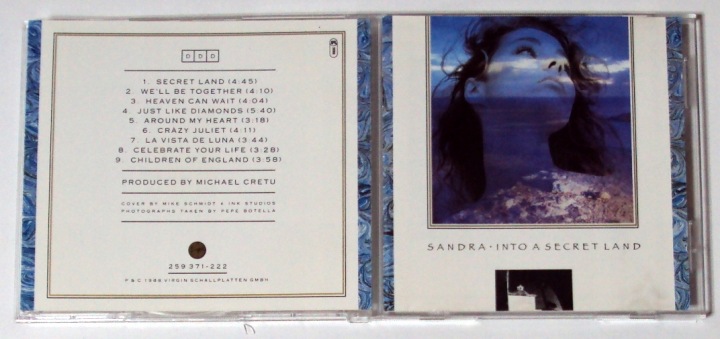 DDD
1. SECRET LAND (4:45)
2. WE'LL BE TOGETHER (4:10)
3. HEAVEN CAN WAIT (4:04)
4. JUST LIKE DIAMONDS (5:40)
5. AROUND MY HEART (3:18)
6. CRAZY JULIET (4:11)
7. LA VISTA DE LUNA (3:44)
8. CELEBRATE YOUR LIFE (3:28)
9. CHILDREN OF ENGLAND (3:58)
PRODUCED BY MICHAEL CRETU
COVER BY MIKE SCHMIDT × INK STUDIOS
PHOTOGRAPHS TAKEN BY PEPE BOTELLA
259 371-222
P & C 1988 VIRGIN SCHALLPLATTEN GMBH
SANDRA · INTO A SECRET LAND